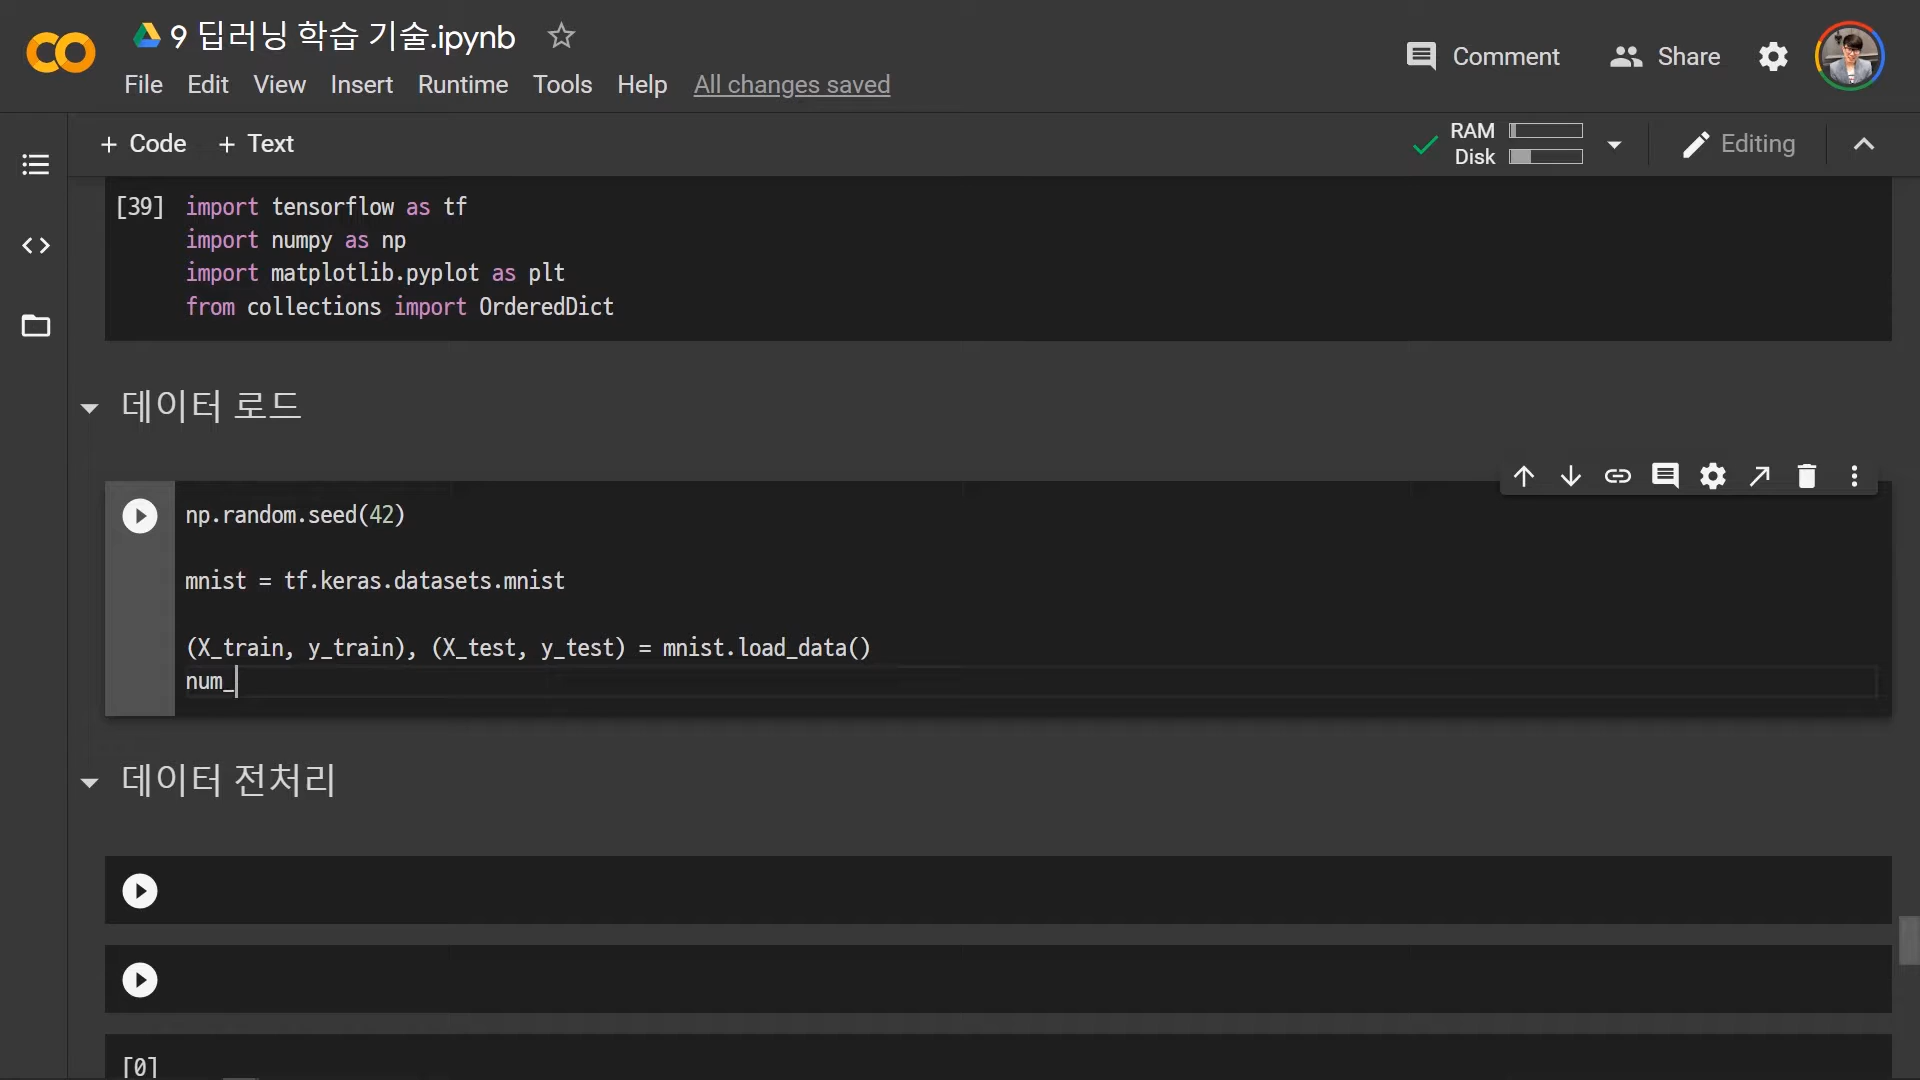 9 딥러닝 학습 기술.ipynb
Comment
Share
File Edit View Insert Runtime Tools Help All changes saved
+ Code + Text
RAM
Disk
Editing
[39] import tensorflow as tf
import numpy as np
import matplotlib.pyplot as plt
from collections import OrderedDict
데이터 로드
np.random.seed(42)
mnist = tf.keras.datasets.mnist
(X_train, y_train), (X_test, y_test) = mnist.load_data()
num_
데이터 전처리
[0]